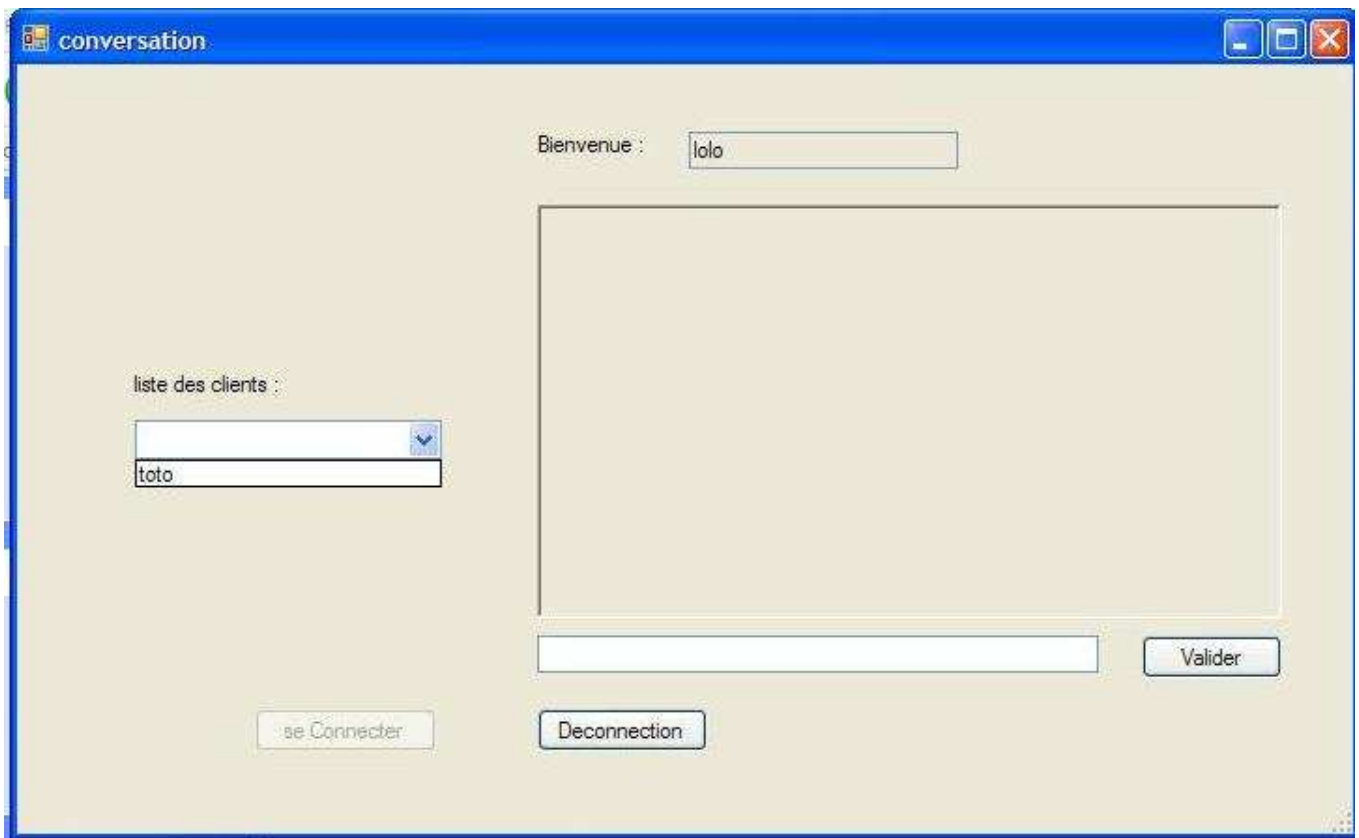 conversation
Bienvenue :
lolo
liste des clients :
toto
Valider
se Connecter
Deconnection